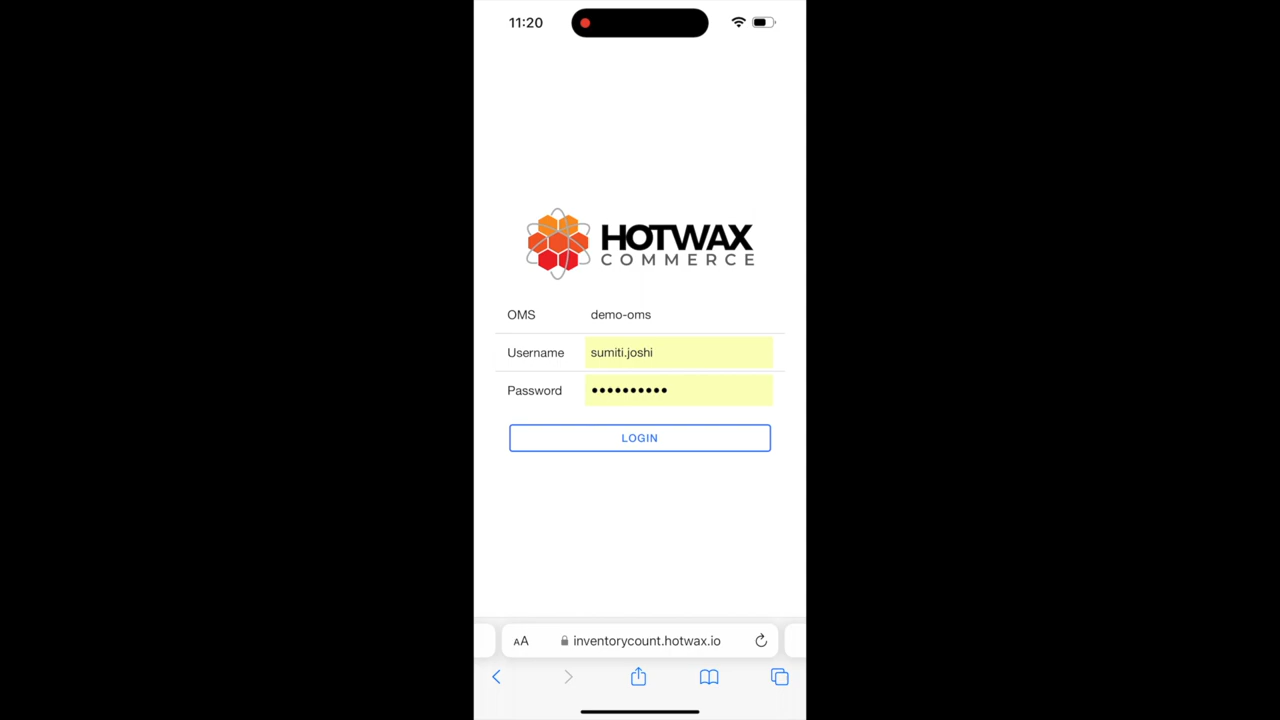 11:20
HOTWAX
COMMERCE
OMS demo-oms
Username sumiti.joshi
Password ••••••••••
LOGIN
AA inventorycount.hotwax.io